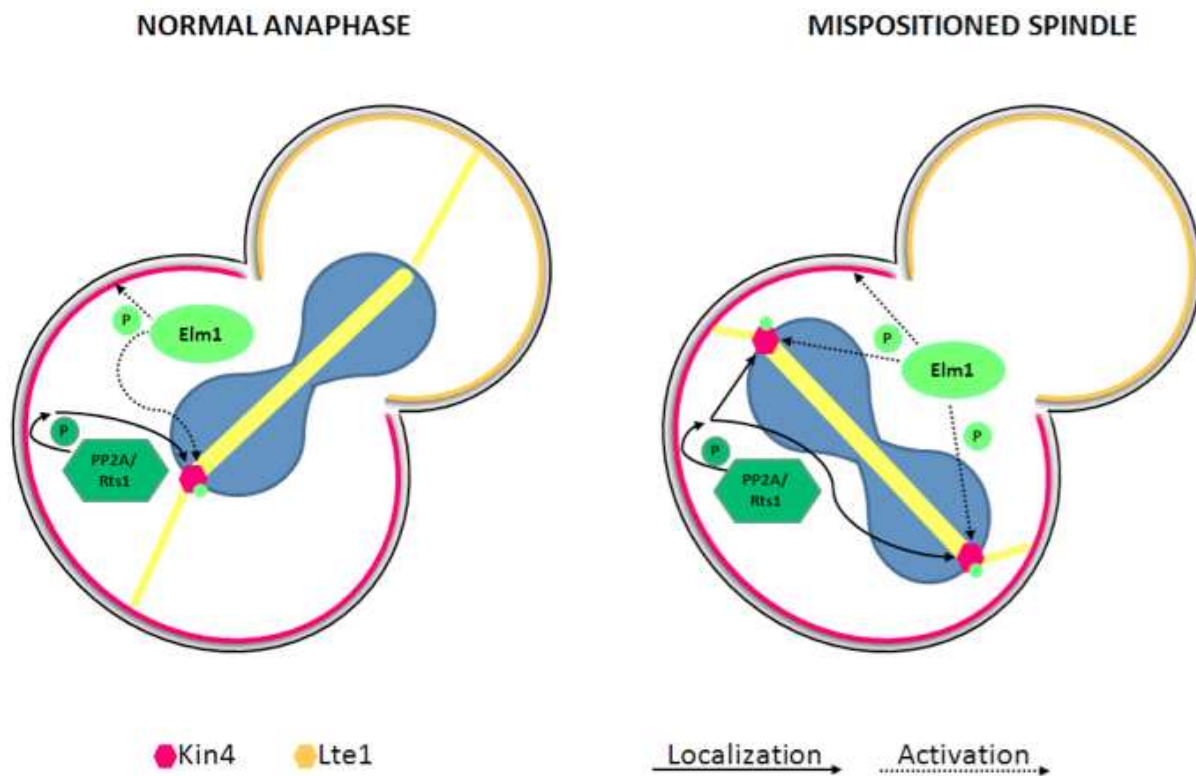 NORMAL ANAPHASE
MISPOSITIONED SPINDLE
P
Elm1
P
PP2A/
Rts1
P
Elm1
P
P
PP2A/
Rts1
Kin4
Lte1
Localization
Activation